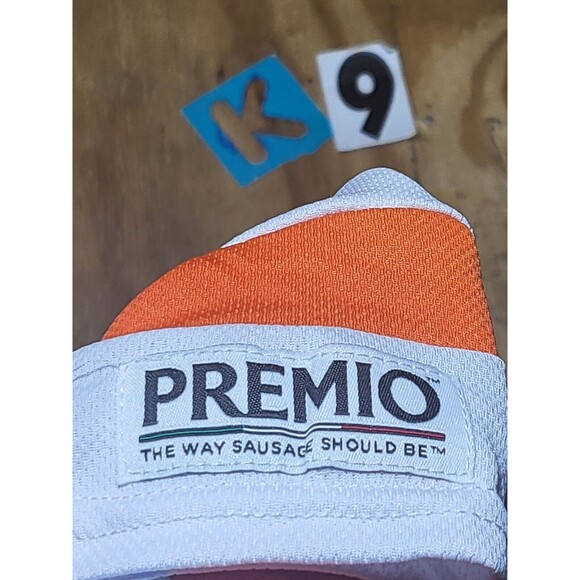 K 9
PREMIO™
THE WAY SAUSAGE SHOULD BE™